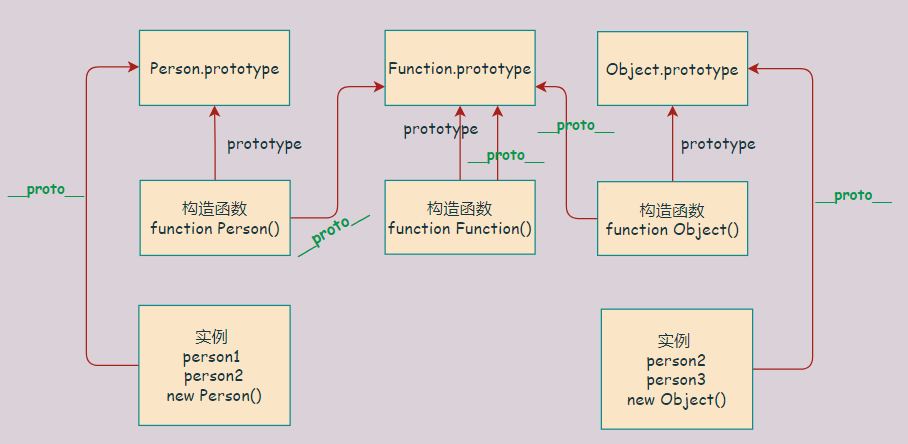 Person.prototype
Function.prototype
Object.prototype
prototype
prototype
__proto__
prototype
__proto__
__proto__
__proto__
构造函数
function Person()
构造函数
function Function()
构造函数
function Object()
__proto__
实例
person1
person2
new Person()
实例
person2
person3
new Object()